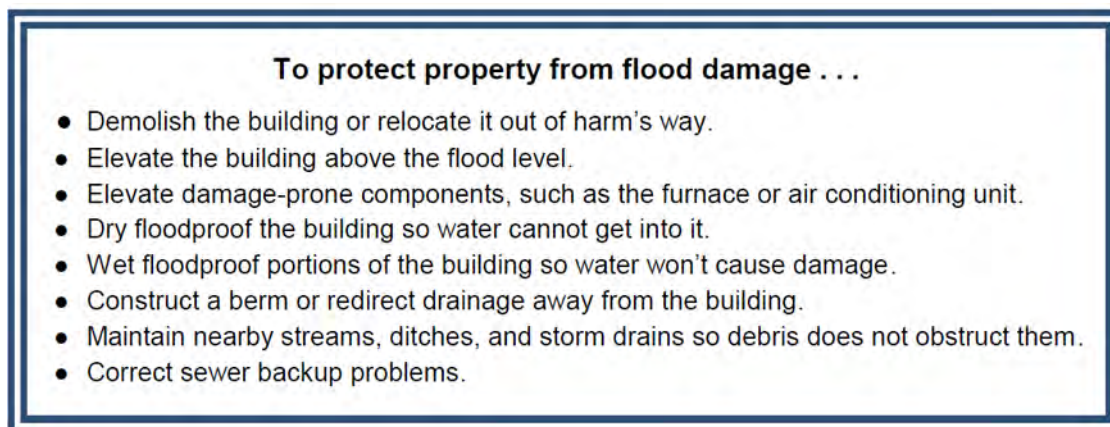 To protect property from flood damage . . .
● Demolish the building or relocate it out of harm's way.
● Elevate the building above the flood level.
● Elevate damage-prone components, such as the furnace or air conditioning unit.
● Dry floodproof the building so water cannot get into it.
● Wet floodproof portions of the building so water won't cause damage.
● Construct a berm or redirect drainage away from the building.
● Maintain nearby streams, ditches, and storm drains so debris does not obstruct them.
● Correct sewer backup problems.